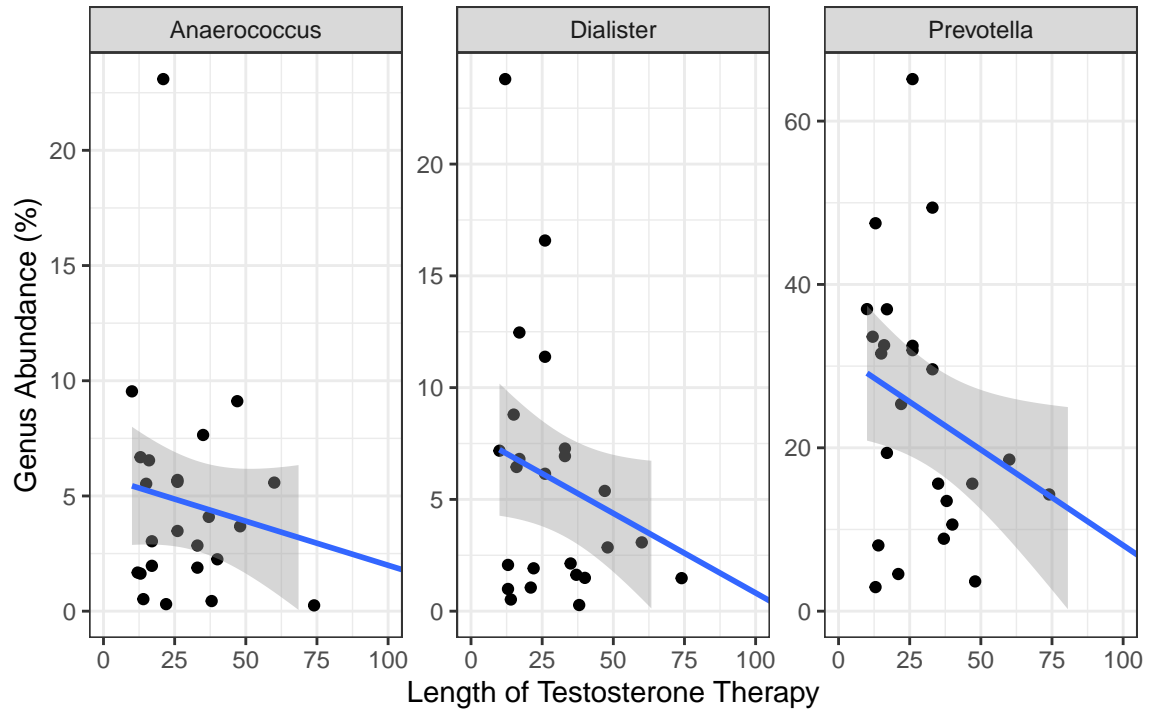 Anaerococcus Dialister Prevotella
Genus Abundance (%)
20
15
10
5
0
20
15
10
5
0
60
40
20
0
0 25 50 75 100
0 25 50 75 100
0 25 50 75 100
Length of Testosterone Therapy